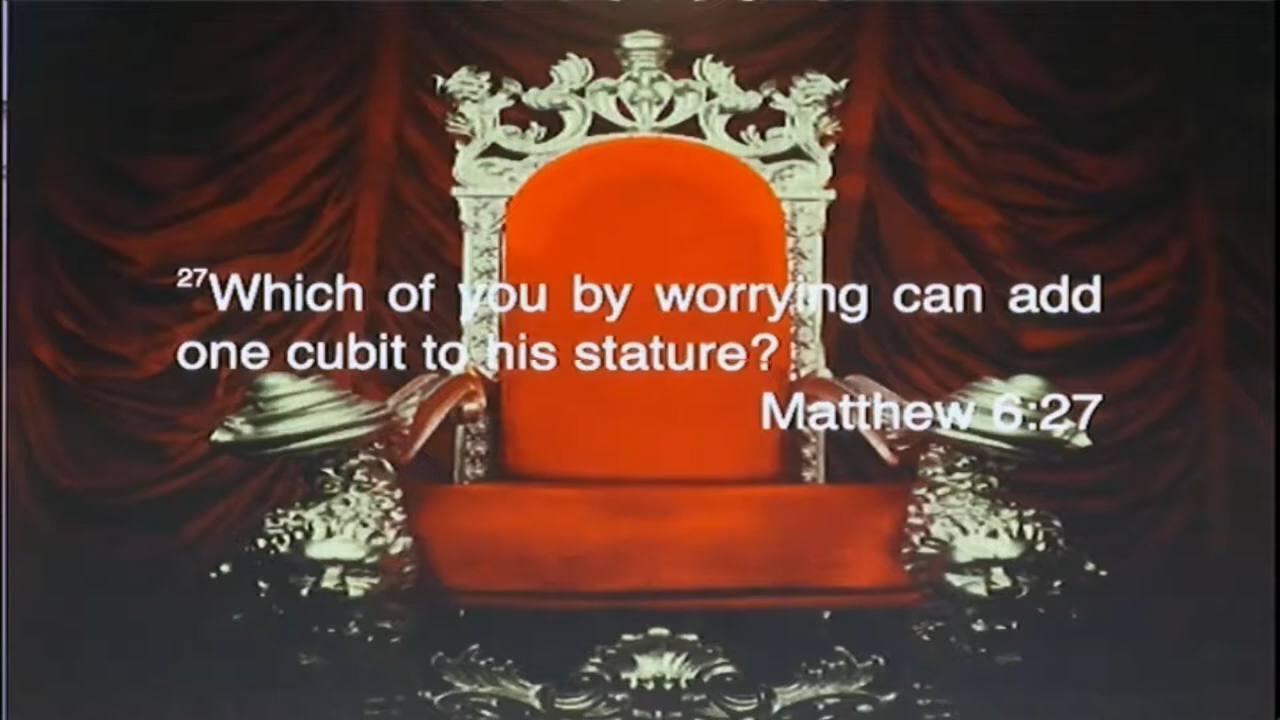 27Which of you by worrying can add
one cubit to his stature?
Matthew 6:27